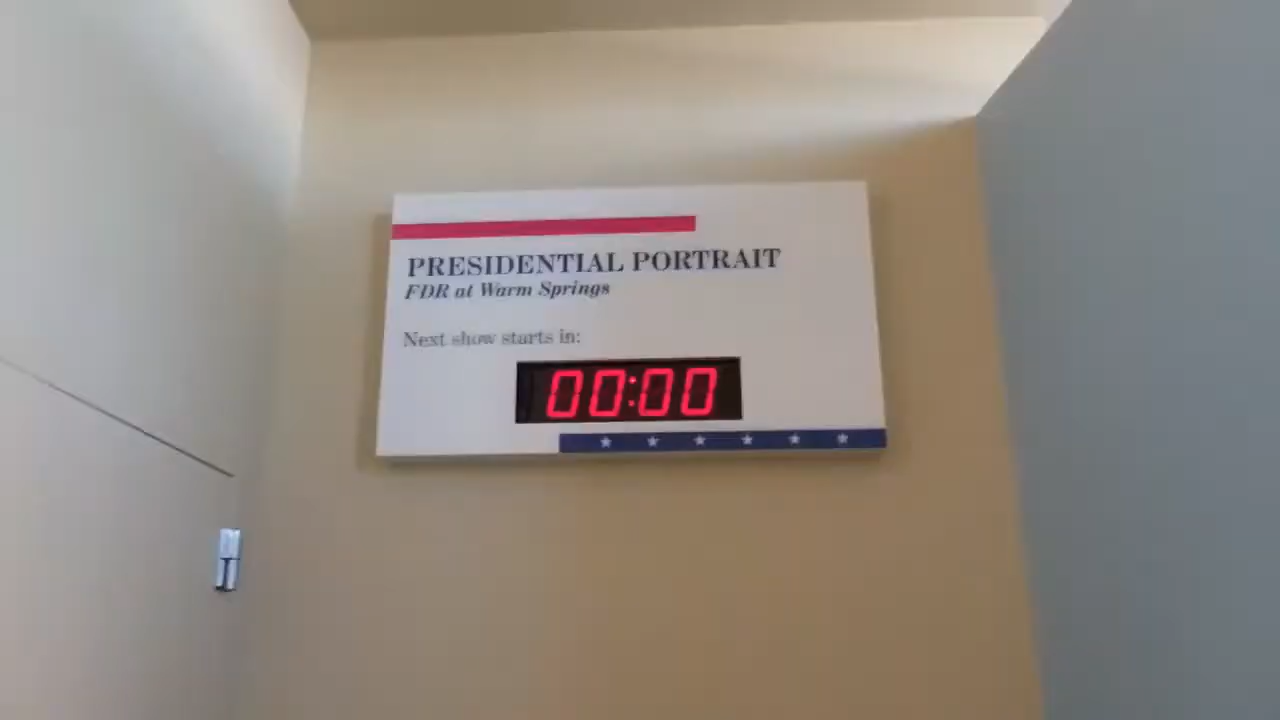 PRESIDENTIAL PORTRAIT
FDR at Warm Springs
Next show starts in:
00:00